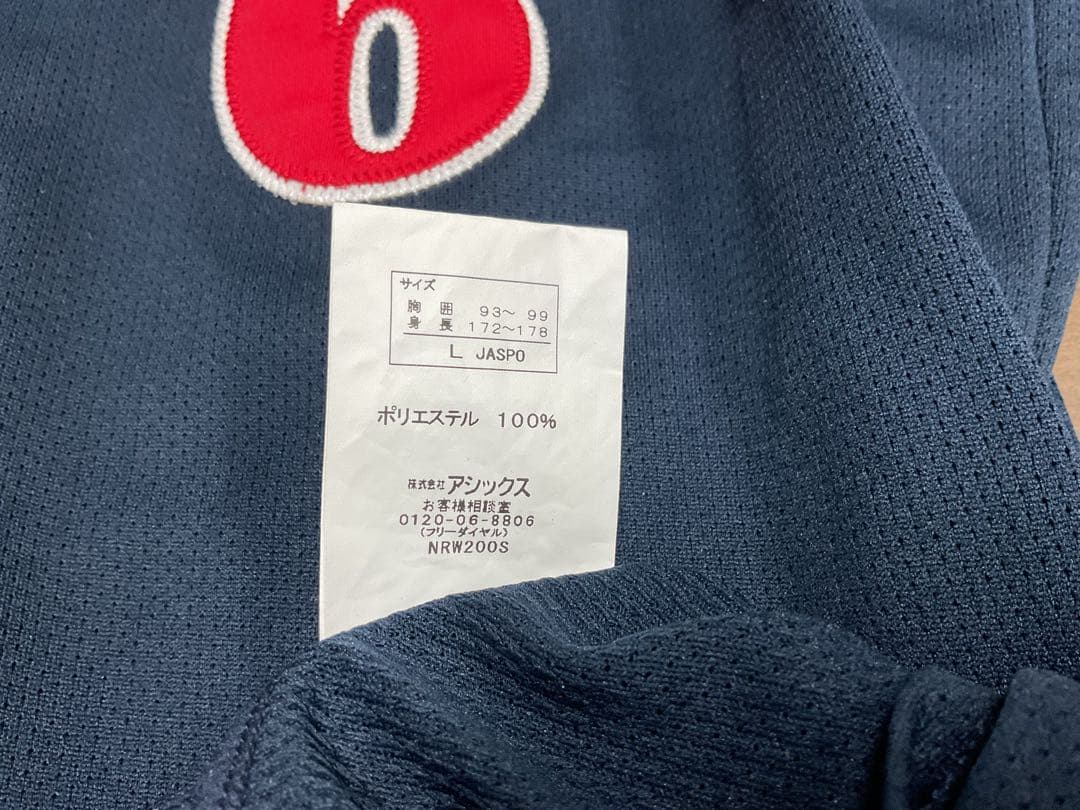 6
サイズ
胸 囲 93～ 99
身 長 172～178
L JASPO
ポリエステル 100%
株式会社アシックス
お客様相談室
0120-06-8806
(フリーダイヤル)
NRW200S